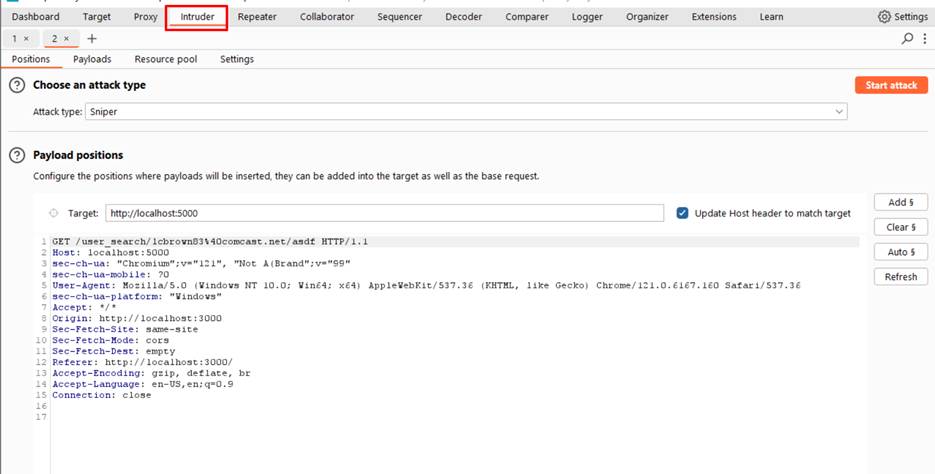 Dashboard Target Proxy Intruder Repeater Collaborator Sequencer Decoder Comparer Logger Organizer Extensions Learn Settings
1 × 2 × +
Positions Payloads Resource pool Settings
? Choose an attack type Start attack
Attack type: Sniper
? Payload positions
Configure the positions where payloads will be inserted, they can be added into the target as well as the base request.
Add §
Target: http://localhost:5000 Update Host header to match target
Clear §
Auto §
Refresh
1 GET /user_search/lcbrown83%40comcast.net/asdf HTTP/1.1
2 Host: localhost:5000
3 sec-ch-ua: "Chromium";v="121", "Not A(Brand";v="99"
4 sec-ch-ua-mobile: ?0
5 User-Agent: Mozilla/5.0 (Windows NT 10.0; Win64; x64) AppleWebKit/537.36 (KHTML, like Gecko) Chrome/121.0.6167.160 Safari/537.36
6 sec-ch-ua-platform: "Windows"
7 Accept: */*
8 Origin: http://localhost:3000
9 Sec-Fetch-Site: same-site
10 Sec-Fetch-Mode: cors
11 Sec-Fetch-Dest: empty
12 Referer: http://localhost:3000/
13 Accept-Encoding: gzip, deflate, br
14 Accept-Language: en-US,en;q=0.9
15 Connection: close
16
17